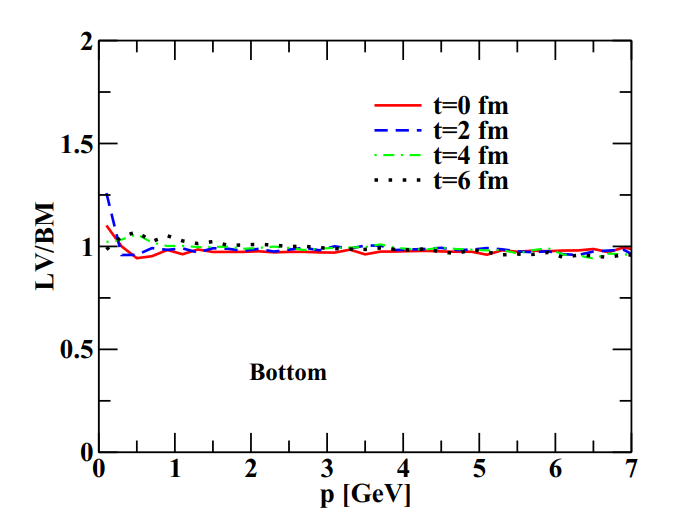 2
1.5
1
0.5
0
LV/BM
t=0 fm
t=2 fm
t=4 fm
t=6 fm
Bottom
0 1 2 3 4 5 6 7
p [GeV]